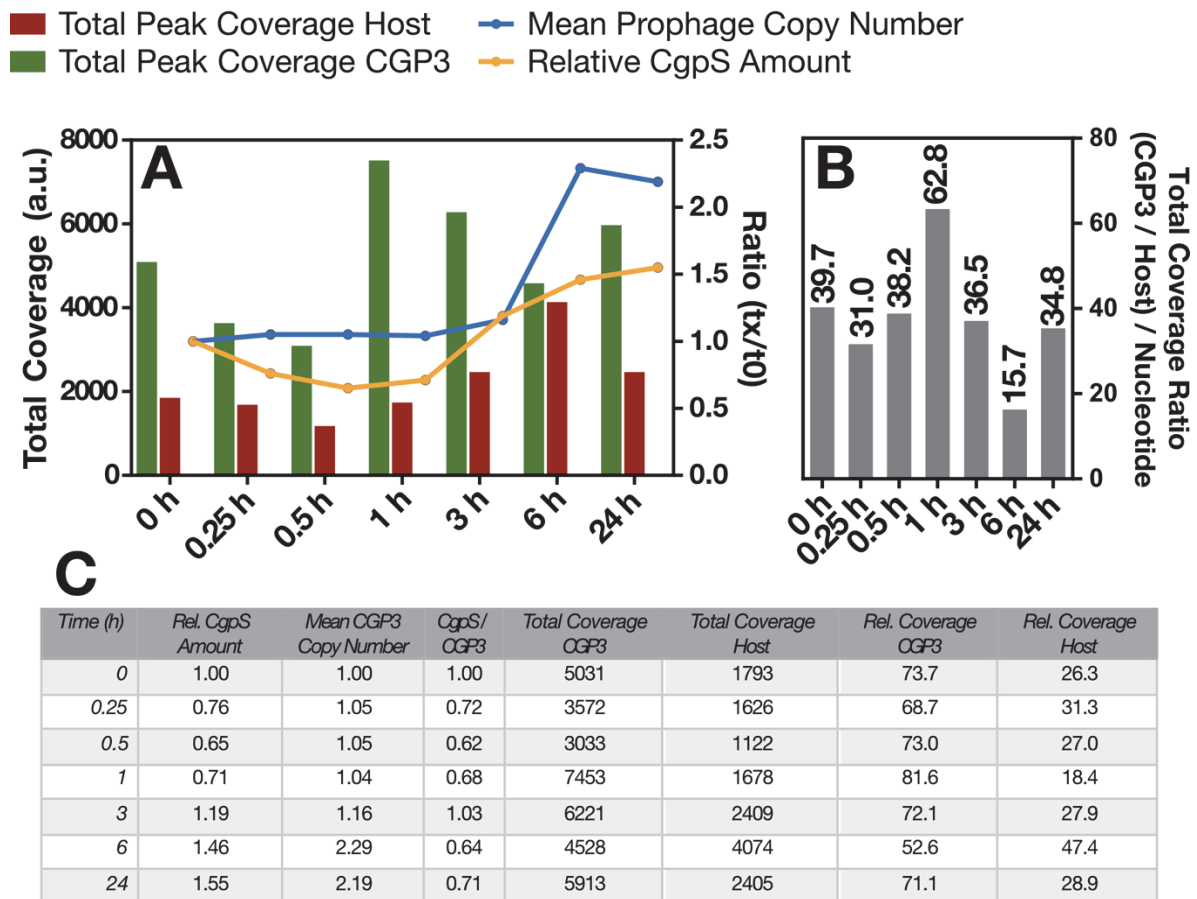 Total Peak Coverage Host
Mean Prophage Copy Number
Total Peak Coverage CGP3
Relative CgpS Amount
A
Total Coverage (a.u.)
8000
6000
4000
2000
0
2.5
2.0
1.5
1.0
0.5
0.0
Ratio (tx/t0)
0 h
0.25 h
0.5 h
1 h
3 h
6 h
24 h
B
39.7
31.0
38.2
62.8
36.5
15.7
34.8
80
60
40
20
0
Total Coverage Ratio
(CGP3 / Host) / Nucleotide
0 h
0.25 h
0.5 h
1 h
3 h
6 h
24 h
C
Time (h) Rel. CgpS Mean CGP3 CgpS/ Total Coverage Total Coverage Rel. Coverage Rel. Coverage
Amount Copy Number CGP3 CGP3 Host CGP3 Host
0 1.00 1.00 1.00 5031 1793 73.7 26.3
0.25 0.76 1.05 0.72 3572 1626 68.7 31.3
0.5 0.65 1.05 0.62 3033 1122 73.0 27.0
1 0.71 1.04 0.68 7453 1678 81.6 18.4
3 1.19 1.16 1.03 6221 2409 72.1 27.9
6 1.46 2.29 0.64 4528 4074 52.6 47.4
24 1.55 2.19 0.71 5913 2405 71.1 28.9